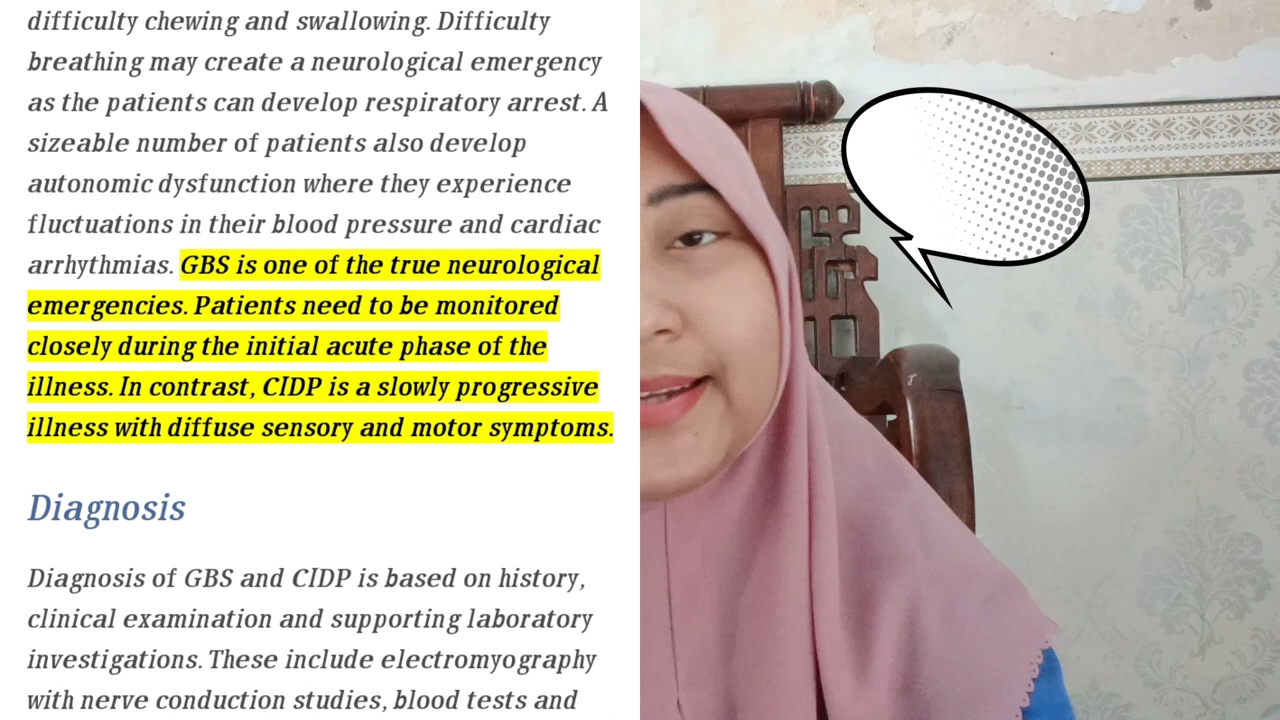 difficulty chewing and swallowing. Difficulty
breathing may create a neurological emergency
as the patients can develop respiratory arrest. A
sizeable number of patients also develop
autonomic dysfunction where they experience
fluctuations in their blood pressure and cardiac
arrhythmias. GBS is one of the true neurological
emergencies. Patients need to be monitored
closely during the initial acute phase of the
illness. In contrast, CIDP is a slowly progressive
illness with diffuse sensory and motor symptoms.
Diagnosis
Diagnosis of GBS and CIDP is based on history,
clinical examination and supporting laboratory
investigations. These include electromyography
with nerve conduction studies, blood tests and